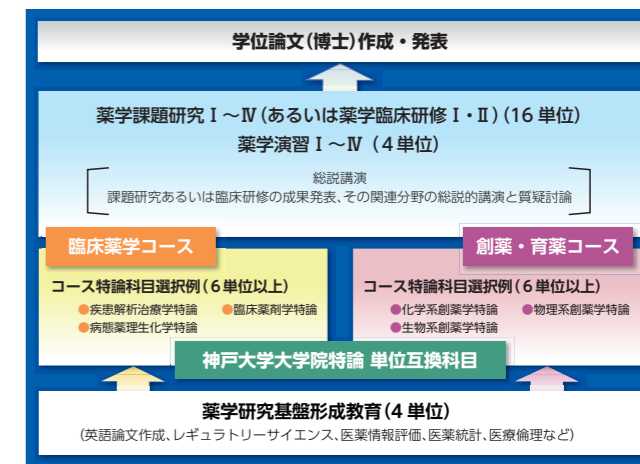 学位論文（博士）作成・発表
薬学課題研究Ⅰ～Ⅳ（あるいは薬学臨床研修Ⅰ・Ⅱ）（16単位）
薬学演習Ⅰ～Ⅳ（4単位）
総説講演
課題研究あるいは臨床研修の成果発表、その関連分野の総説的講演と質疑討論
臨床薬学コース
コース特論科目選択例（6単位以上）
●疾患解析治療学特論 ●臨床薬剤学特論
●病態薬理生化学特論
創薬・育薬コース
コース特論科目選択例（6単位以上）
●化学系創薬学特論 ●物理系創薬学特論
●生物系創薬学特論
神戸大学大学院特論 単位互換科目
薬学研究基盤形成教育（4単位）
（英語論文作成、レギュラトリーサイエンス、医薬情報評価、医薬統計、医療倫理など）